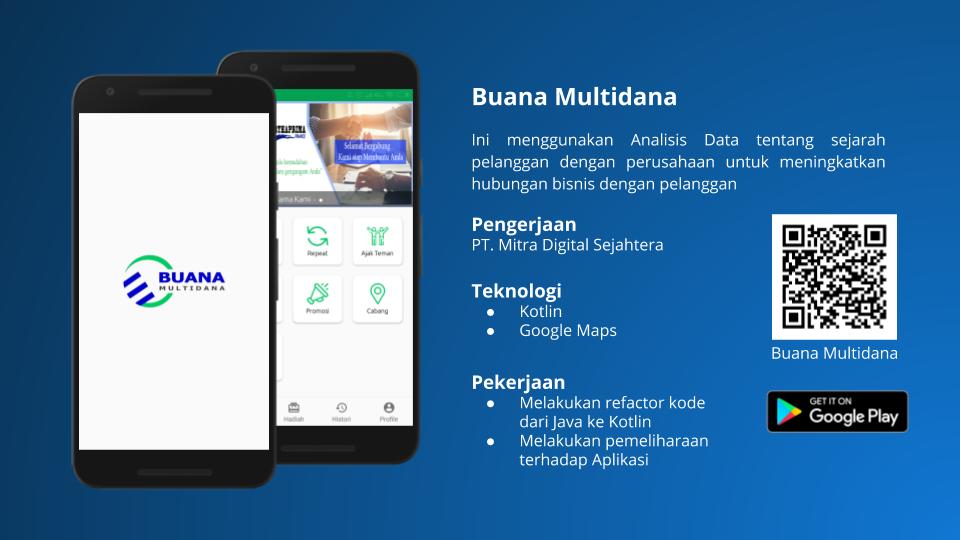 Buana Multidana
Ini menggunakan Analisis Data tentang sejarah
pelanggan dengan perusahaan untuk meningkatkan
hubungan bisnis dengan pelanggan
Pengerjaan
PT. Mitra Digital Sejahtera
Teknologi
● Kotlin
● Google Maps
Pekerjaan
● Melakukan refactor kode
dari Java ke Kotlin
● Melakukan pemeliharaan
terhadap Aplikasi
Buana Multidana
GET IT ON
Google Play
BUANA
MULTIDANA
FINANCE
Selamat Bergabung
Kami siap Membantu Anda
Kami
Repeat
Ajak Teman
Promosi
Cabang
Hadiah
Histori
Profile